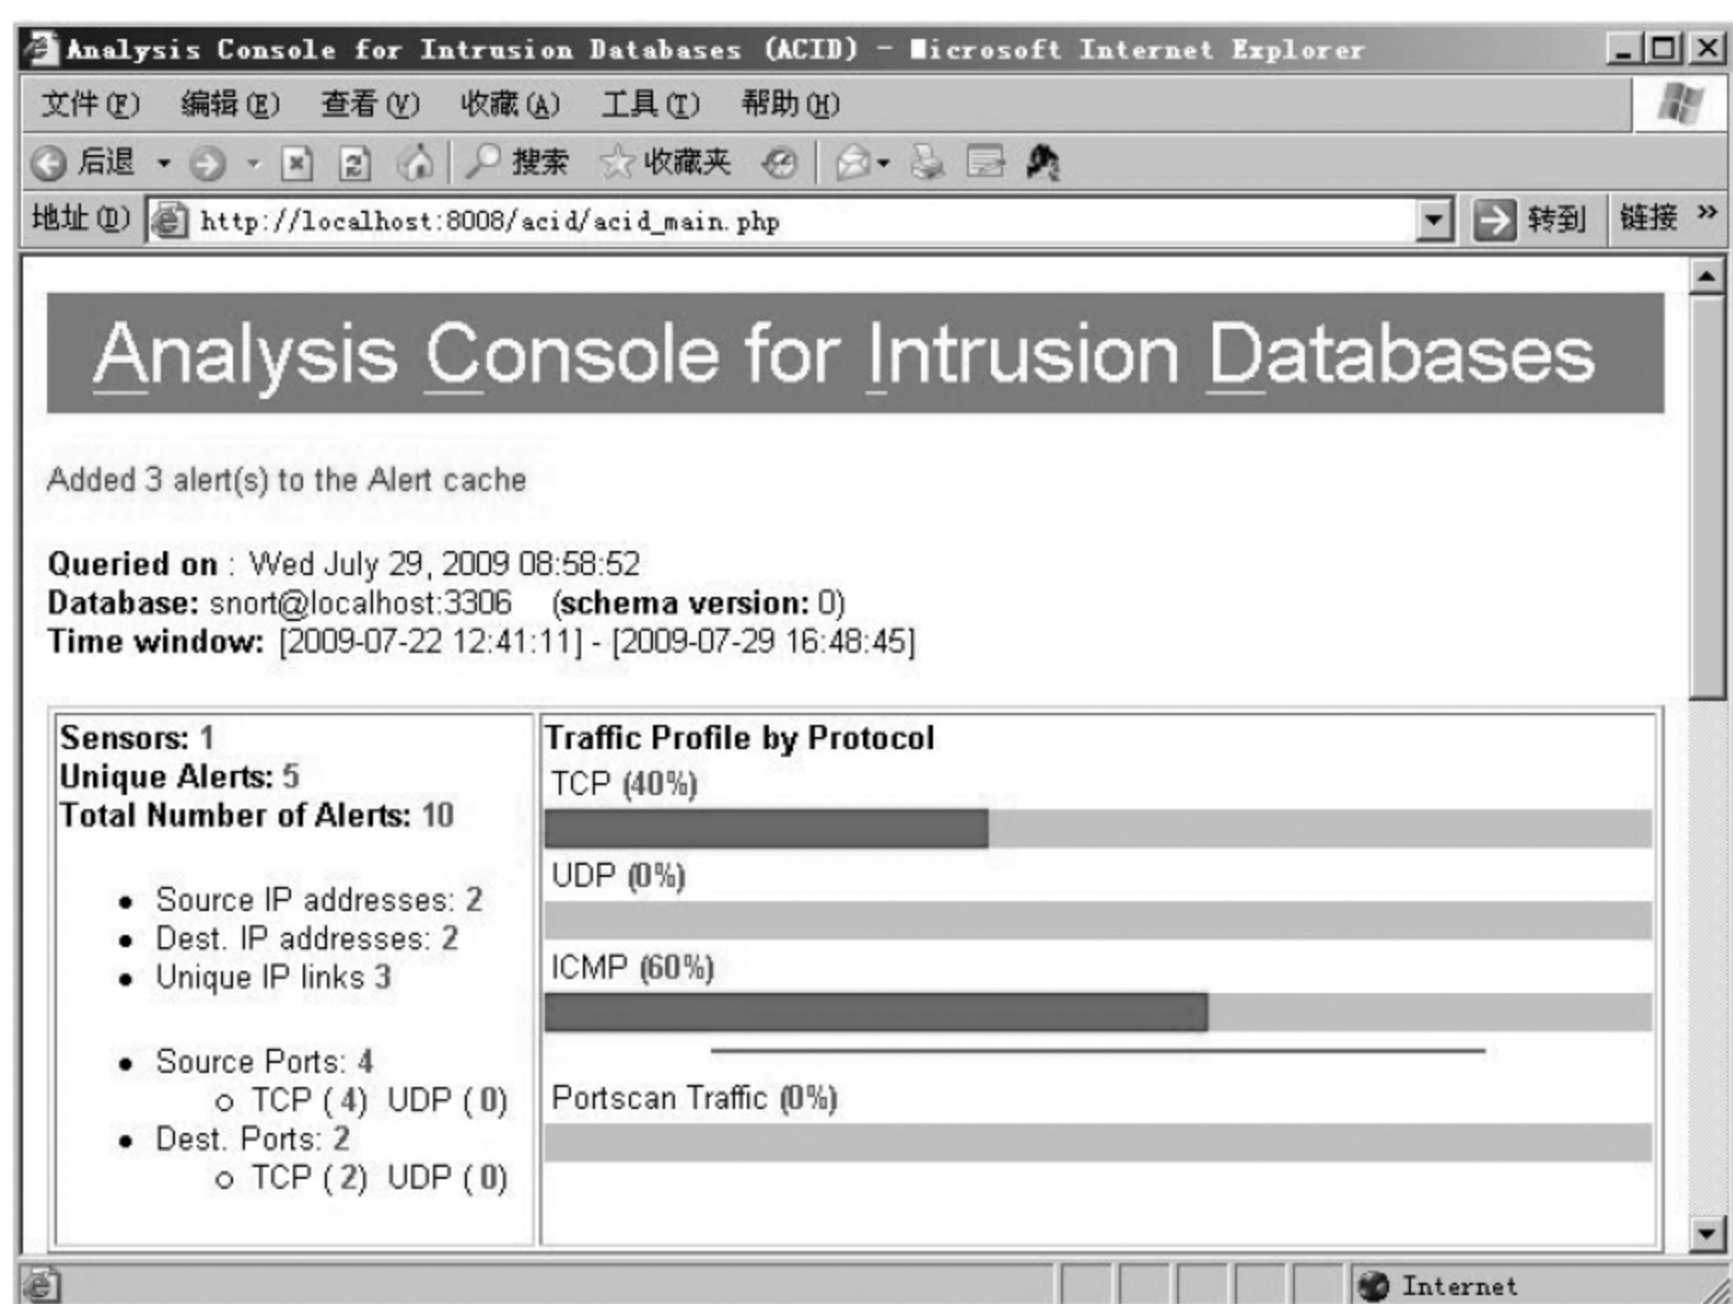 Analysis Console for Intrusion Databases (ACID) - Microsoft Internet Explorer
文件(F) 编辑(E) 查看(V) 收藏(A) 工具(T) 帮助(H)
后退 搜索 收藏夹
地址(D) http://localhost:8008/acid/acid_main.php 转到 链接 »
Analysis Console for Intrusion Databases
Added 3 alert(s) to the Alert cache
Queried on : Wed July 29, 2009 08:58:52
Database: snort@localhost:3306 (schema version: 0)
Time window: [2009-07-22 12:41:11] - [2009-07-29 16:48:45]
Sensors: 1
Unique Alerts: 5
Total Number of Alerts: 10
• Source IP addresses: 2
• Dest. IP addresses: 2
• Unique IP links 3
• Source Ports: 4
○ TCP ( 4) UDP ( 0)
• Dest. Ports: 2
○ TCP ( 2) UDP ( 0)
Traffic Profile by Protocol
TCP (40%)
UDP (0%)
ICMP (60%)
Portscan Traffic (0%)
Internet